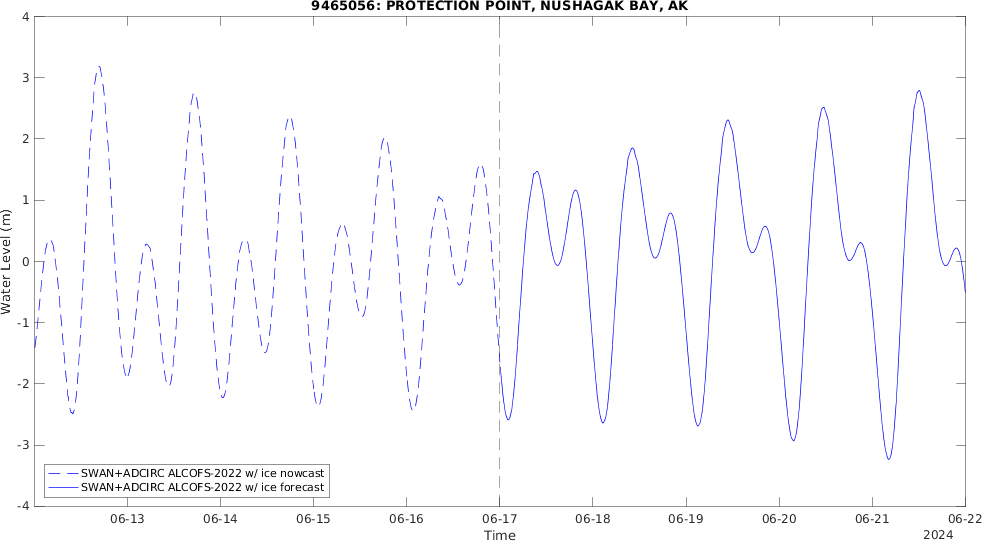 9465056: PROTECTION POINT, NUSHAGAK BAY, AK
4
3
2
1
0
-1
-2
-3
-4
Water Level (m)
SWAN+ADCIRC ALCOFS-2022 w/ ice nowcast
SWAN+ADCIRC ALCOFS-2022 w/ ice forecast
06-13 06-14 06-15 06-16 06-17 06-18 06-19 06-20 06-21 06-22
Time
2024